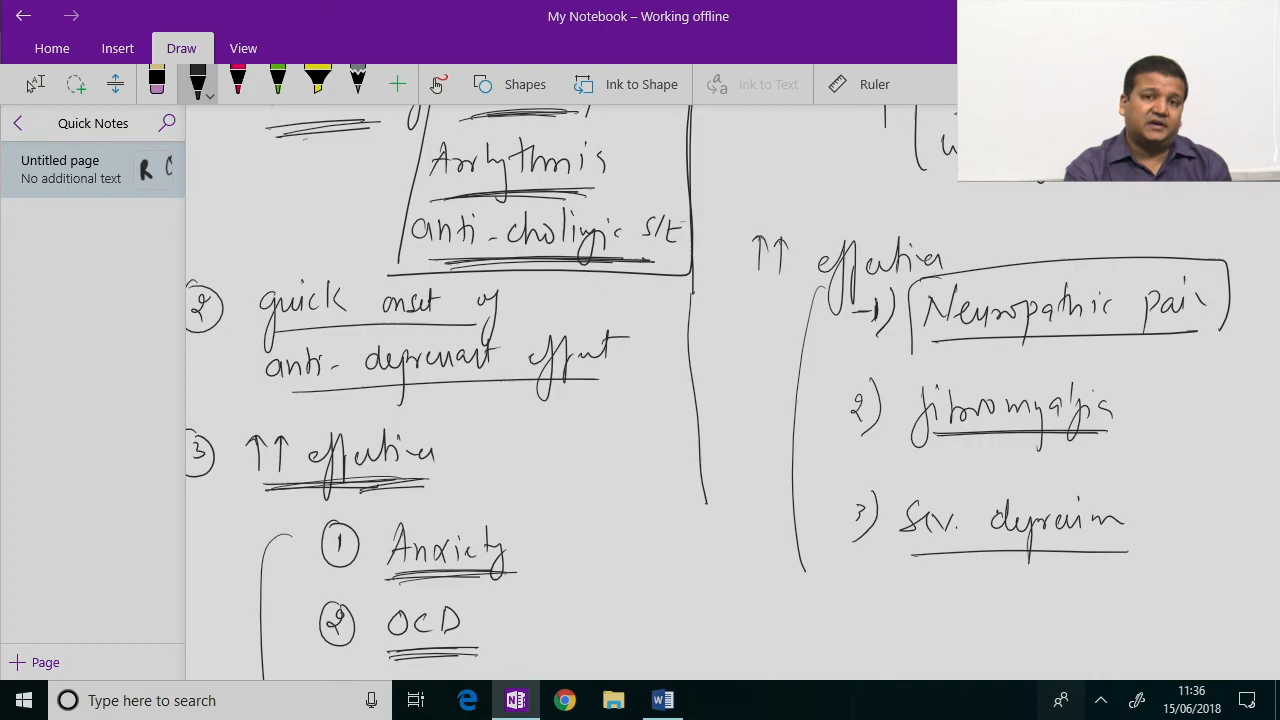 My Notebook – Working offline
Home Insert Draw View
Shapes Ink to Shape Ink to Text Ruler
Quick Notes
Untitled page
No additional text
R C
Arrhythmis
anti-cholingic S/E
2 quick onset of
anti-depressant effect
3 ↑↑ effective
1 Anxiety
2 OCD
↑↑ effective
1) Neuropathic pain
2) fibromyalgia
3) Sev. depression
+ Page
Type here to search
11:36
15/06/2018